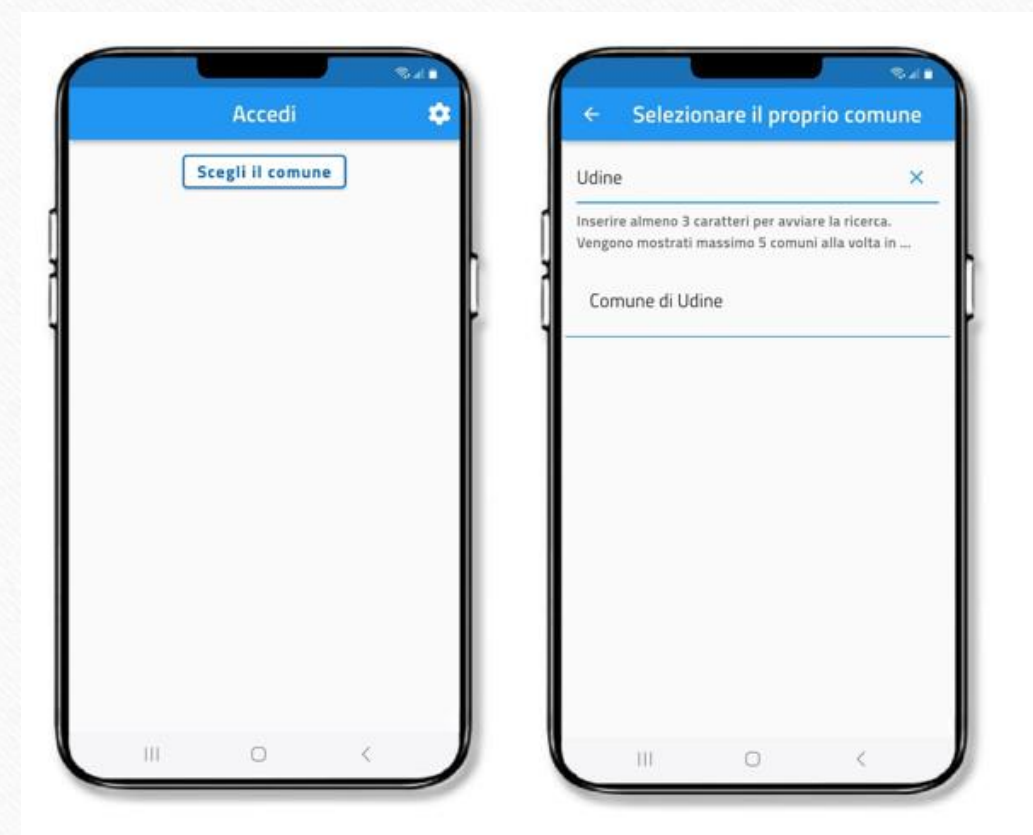 Accedi
Scegli il comune
Selezionare il proprio comune
Udine
Inserire almeno 3 caratteri per avviare la ricerca.
Vengono mostrati massimo 5 comuni alla volta in ...
Comune di Udine